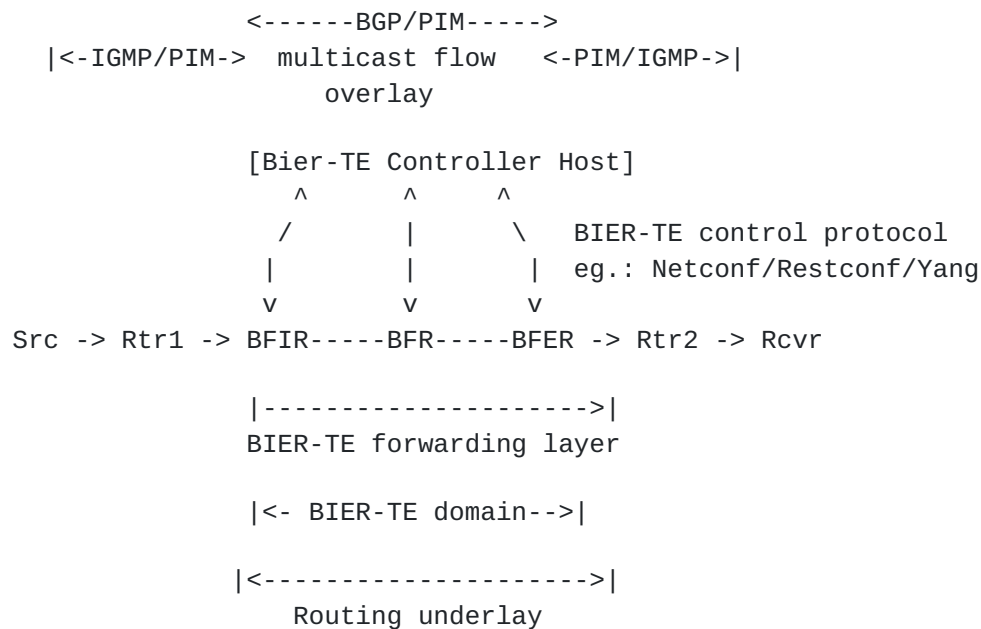 <------BGP/PIM----->
|<-IGMP/PIM-> multicast flow <-PIM/IGMP->|
overlay
[Bier-TE Controller Host]
^ ^ ^
/ | \ BIER-TE control protocol
| | | eg.: Netconf/Restconf/Yang
v v v
Src -> Rtr1 -> BFIR-----BFR-----BFER -> Rtr2 -> Rcvr
|--------------------->|
BIER-TE forwarding layer
|<- BIER-TE domain-->|
|<--------------------->|
Routing underlay